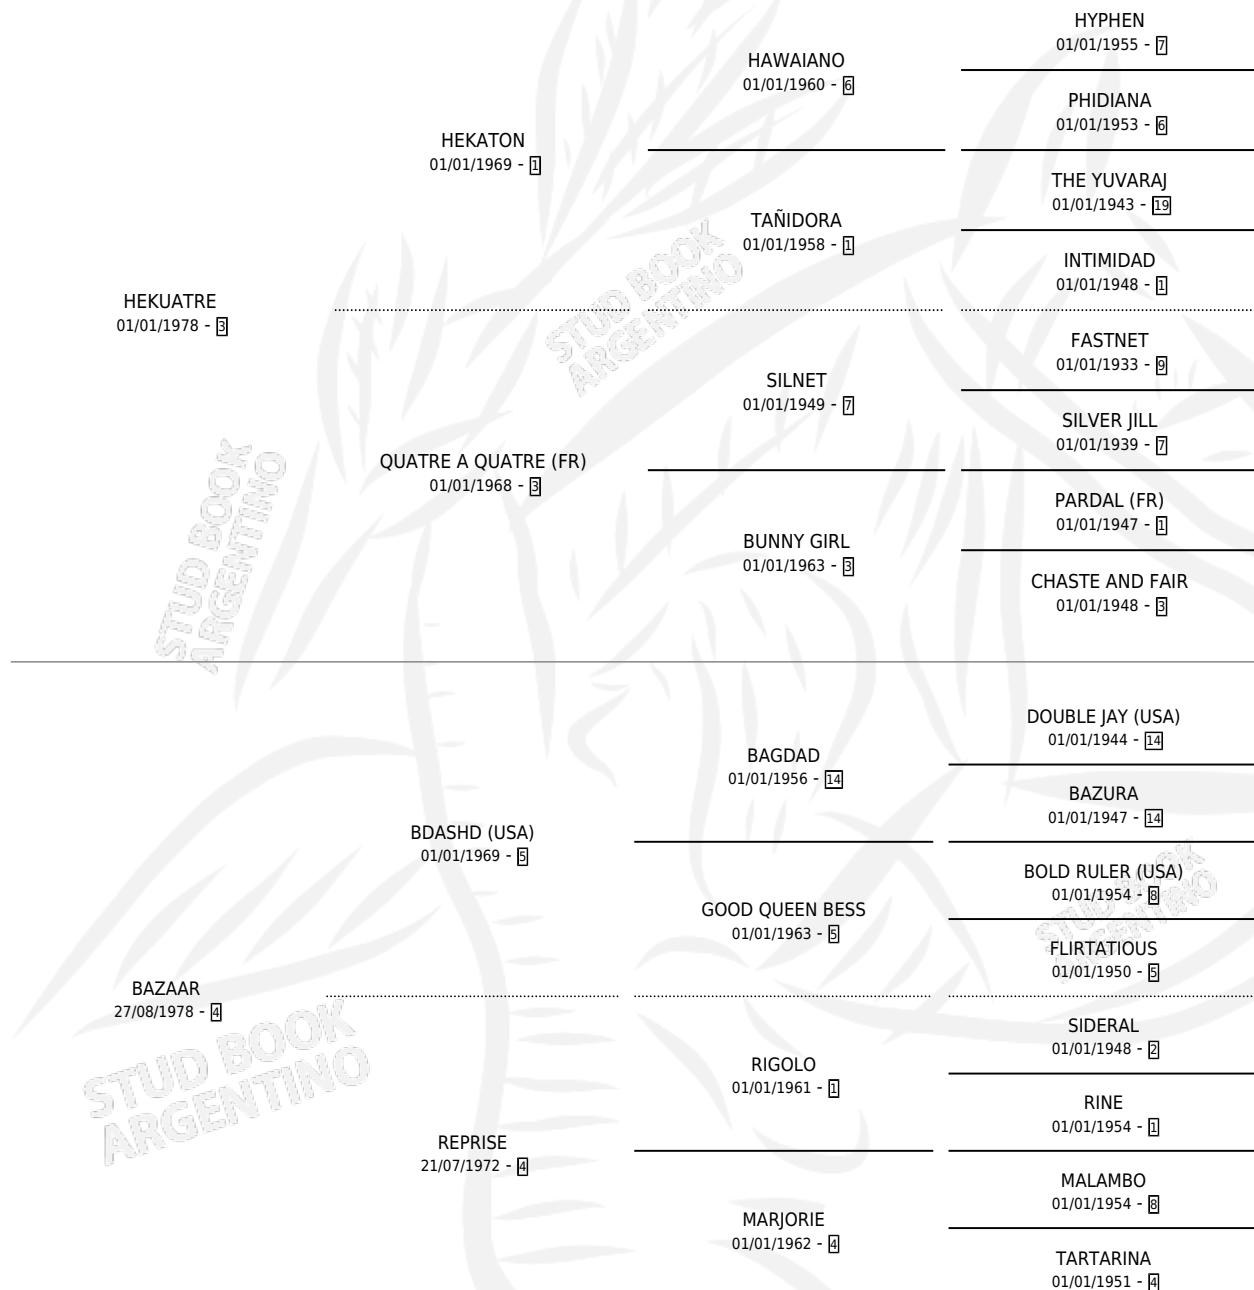 HYPHEN
01/01/1955 - 7
HAWAIANO
01/01/1960 - 6
PHIDIANA
01/01/1953 - 6
HEKATON
01/01/1969 - 1
THE YUVARAJ
01/01/1943 - 19
TAÑIDORA
01/01/1958 - 1
INTIMIDAD
01/01/1948 - 1
HEKUATRE
01/01/1978 - 3
FASTNET
01/01/1933 - 9
SILNET
01/01/1949 - 7
SILVER JILL
01/01/1939 - 7
QUATRE A QUATRE (FR)
01/01/1968 - 3
PARDAL (FR)
01/01/1947 - 1
BUNNY GIRL
01/01/1963 - 3
CHASTE AND FAIR
01/01/1948 - 3
STUD BOOK
ARGENTINO
STUD BOOK
ARGENTINO
DOUBLE JAY (USA)
01/01/1944 - 14
BAGDAD
01/01/1956 - 14
BAZURA
01/01/1947 - 14
BDASHD (USA)
01/01/1969 - 5
BOLD RULER (USA)
01/01/1954 - 8
GOOD QUEEN BESS
01/01/1963 - 5
FLIRTATIOUS
01/01/1950 - 5
STUD BOOK
ARGENTINO
BAZAAR
27/08/1978 - 4
SIDERAL
01/01/1948 - 2
RIGOLO
01/01/1961 - 1
RINE
01/01/1954 - 1
REPRISE
21/07/1972 - 4
MALAMBO
01/01/1954 - 8
MARJORIE
01/01/1962 - 4
TARTARINA
01/01/1951 - 4
STUD BOOK
ARGENTINO